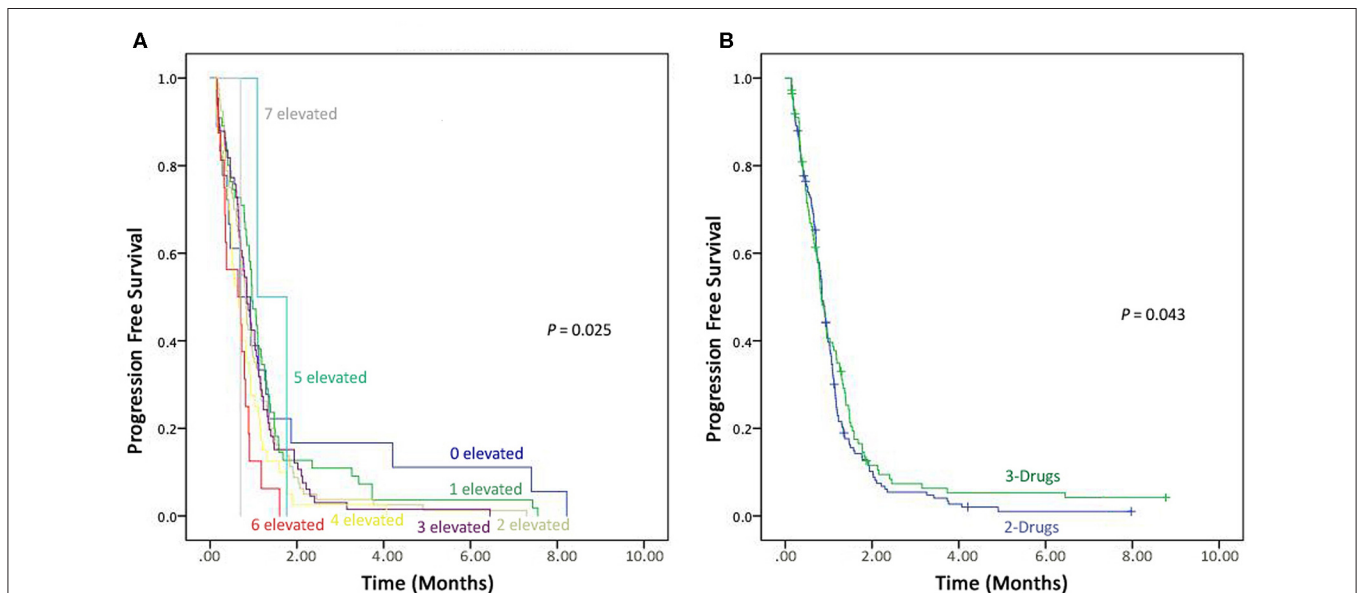 A
B
1.0
0.8
0.6
0.4
0.2
0.0
Progression Free Survival
7 elevated
P = 0.025
5 elevated
0 elevated
1 elevated
6 elevated
4 elevated
3 elevated
2 elevated
.00
2.00
4.00
6.00
8.00
10.00
Time (Months)
1.0
0.8
0.6
0.4
0.2
0.0
Progression Free Survival
P = 0.043
3-Drugs
2-Drugs
.00
2.00
4.00
6.00
8.00
10.00
Time (Months)